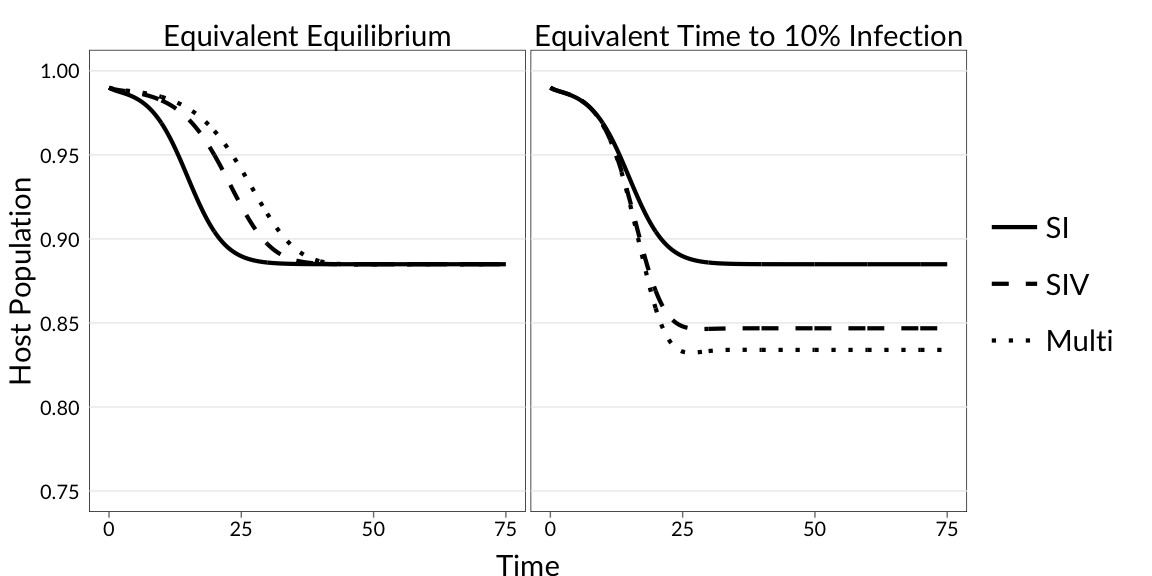 Equivalent Equilibrium
Equivalent Time to 10% Infection
Host Population
1.00
0.95
0.90
0.85
0.80
0.75
0 25 50 75
0 25 50 75
Time
SI
SIV
Multi